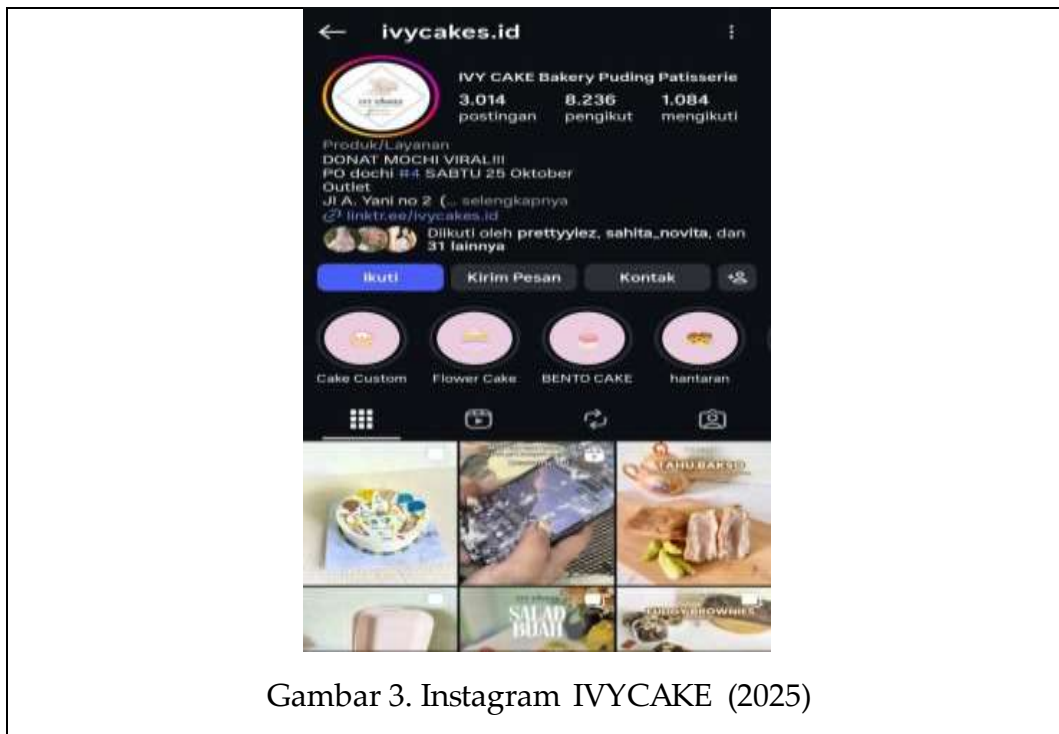 ivycakes.id
IVY CAKE Bakery Puding Patisserie
3.014 8.236 1.084
postingan pengikut mengikuti
Produk/Layanan
DONAT MOCHI VIRAL!!!
PO dochi #4 SABTU 25 Oktober
Outlet
Jl A. Yani no 2 (... selengkapnya
linktr.ee/ivycakes.id
Diikuti oleh prettyyiez, sahita_novita, dan
31 lainnya
Ikuti Kirim Pesan Kontak
Cake Custom Flower Cake BENTO CAKE hantaran
TAHU BAKSO
SALAD
BUAH
FUDGY BROWNIES
Gambar 3. Instagram IVYCAKE (2025)